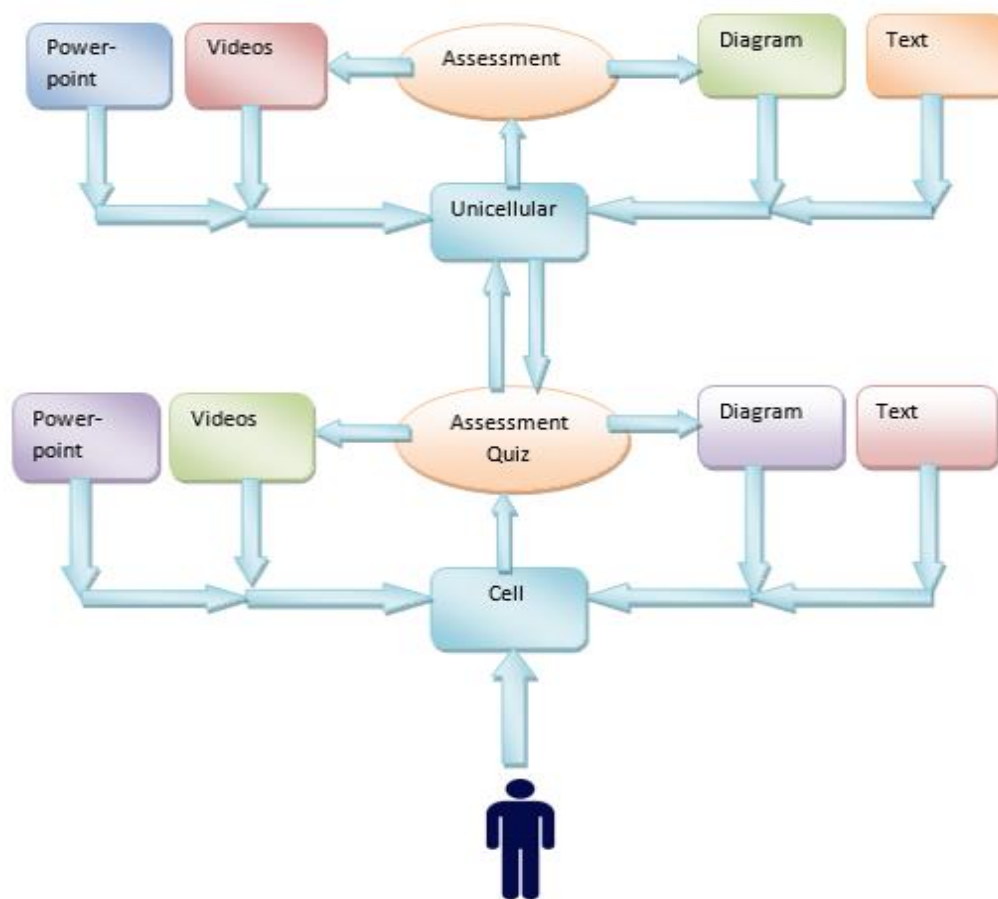 Power-
point
Videos
Assessment
Diagram
Text
Unicellular
Power-
point
Videos
Assessment
Quiz
Diagram
Text
Cell